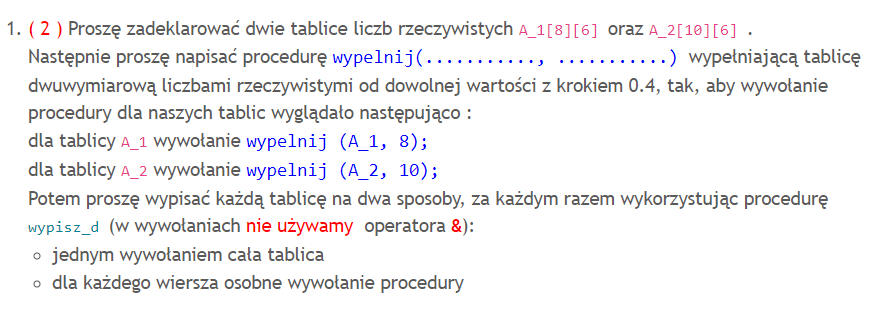 1. ( 2 ) Proszę zadeklarować dwie tablice liczb rzeczywistych A_1[8][6] oraz A_2[10][6] .
Następnie proszę napisać procedurę wypelnij(..........., ...........) wypełniającą tablicę
dwuwymiarową liczbami rzeczywistymi od dowolnej wartości z krokiem 0.4, tak, aby wywołanie
procedury dla naszych tablic wyglądało następująco :
dla tablicy A_1 wywołanie wypelnij (A_1, 8);
dla tablicy A_2 wywołanie wypelnij (A_2, 10);
Potem proszę wypisać każdą tablicę na dwa sposoby, za każdym razem wykorzystując procedurę
wypisz_d (w wywołaniach nie używamy operatora &):
○ jednym wywołaniem cała tablica
○ dla każdego wiersza osobne wywołanie procedury